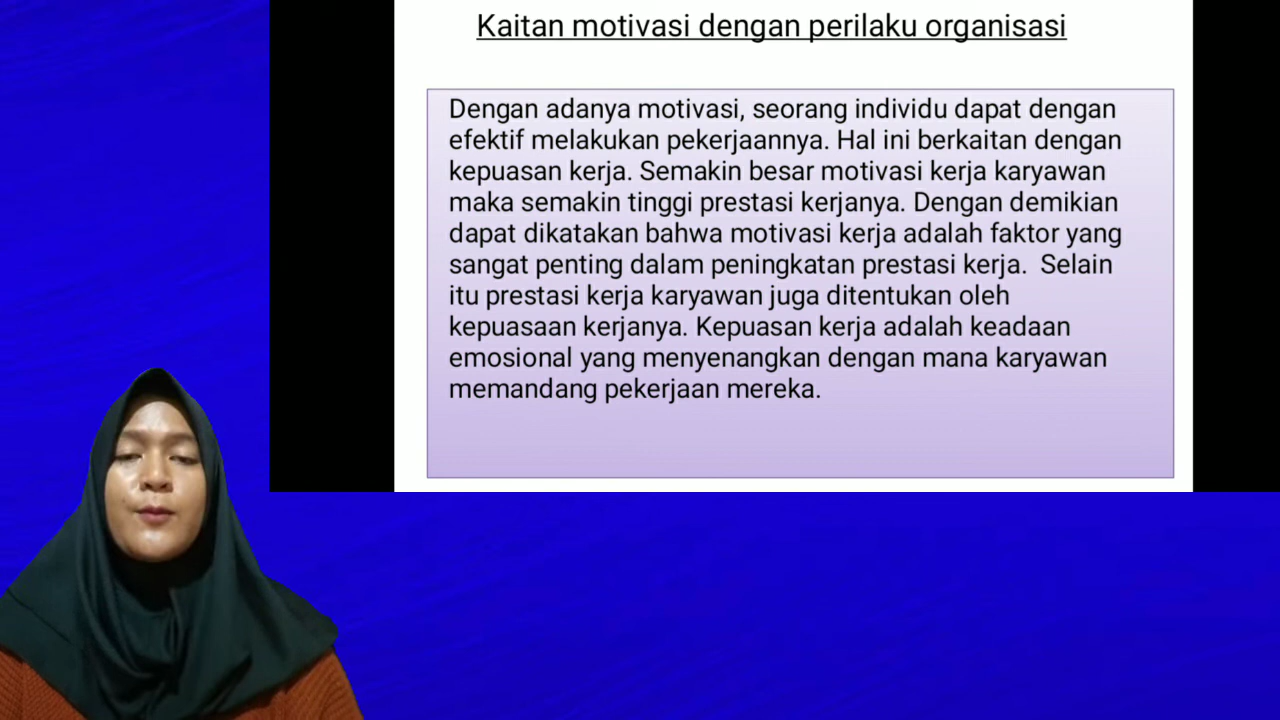 Kaitan motivasi dengan perilaku organisasi
Dengan adanya motivasi, seorang individu dapat dengan
efektif melakukan pekerjaannya. Hal ini berkaitan dengan
kepuasan kerja. Semakin besar motivasi kerja karyawan
maka semakin tinggi prestasi kerjanya. Dengan demikian
dapat dikatakan bahwa motivasi kerja adalah faktor yang
sangat penting dalam peningkatan prestasi kerja.  Selain
itu prestasi kerja karyawan juga ditentukan oleh
kepuasaan kerjanya. Kepuasan kerja adalah keadaan
emosional yang menyenangkan dengan mana karyawan
memandang pekerjaan mereka.